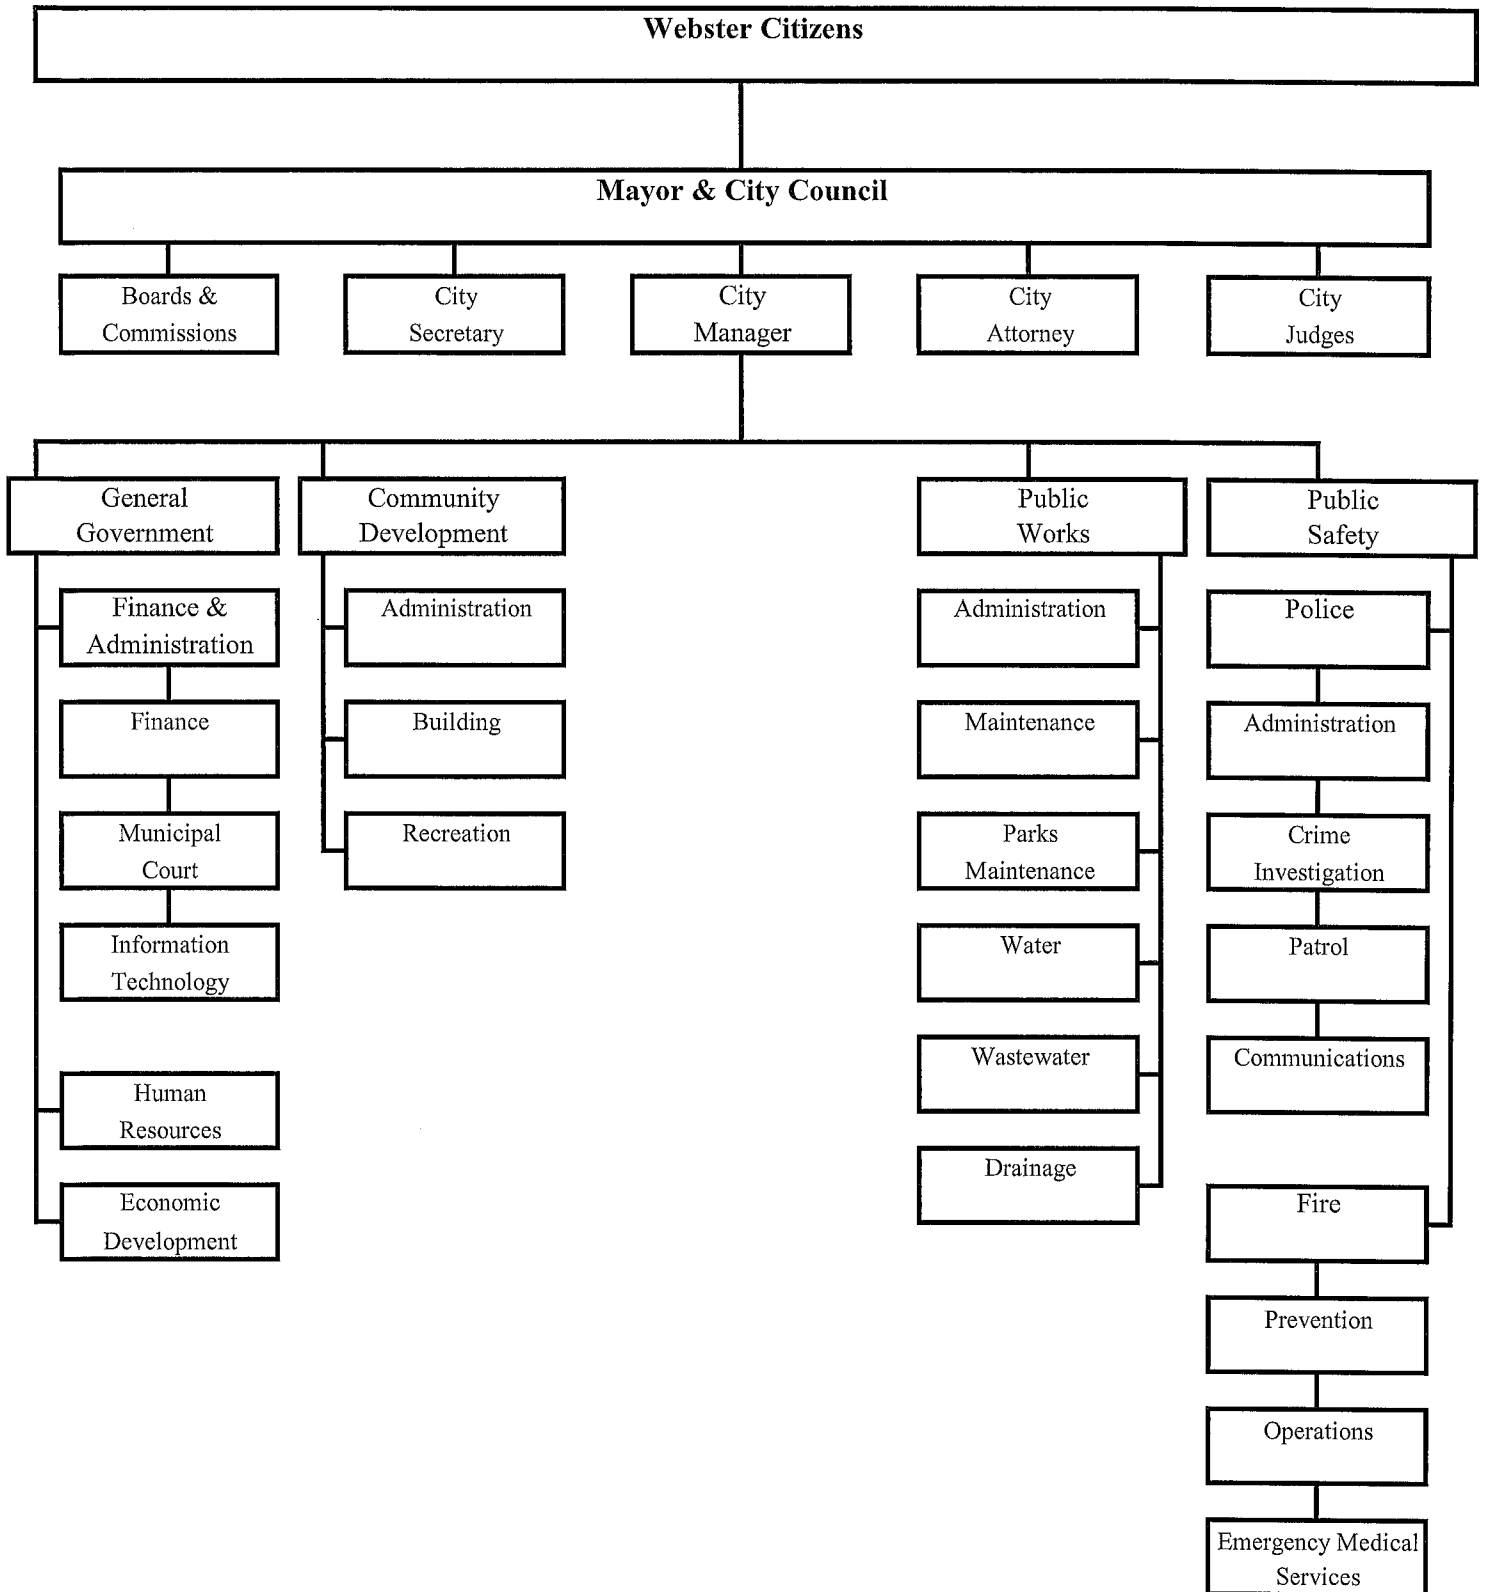 Webster Citizens
Mayor & City Council
Boards &
Commissions
City
Secretary
City
Manager
City
Attorney
City
Judges
General
Government
Community
Development
Public
Works
Public
Safety
Finance &
Administration
Finance
Municipal
Court
Information
Technology
Human
Resources
Economic
Development
Administration
Building
Recreation
Administration
Maintenance
Parks
Maintenance
Water
Wastewater
Drainage
Police
Administration
Crime
Investigation
Patrol
Communications
Fire
Prevention
Operations
Emergency Medical
Services